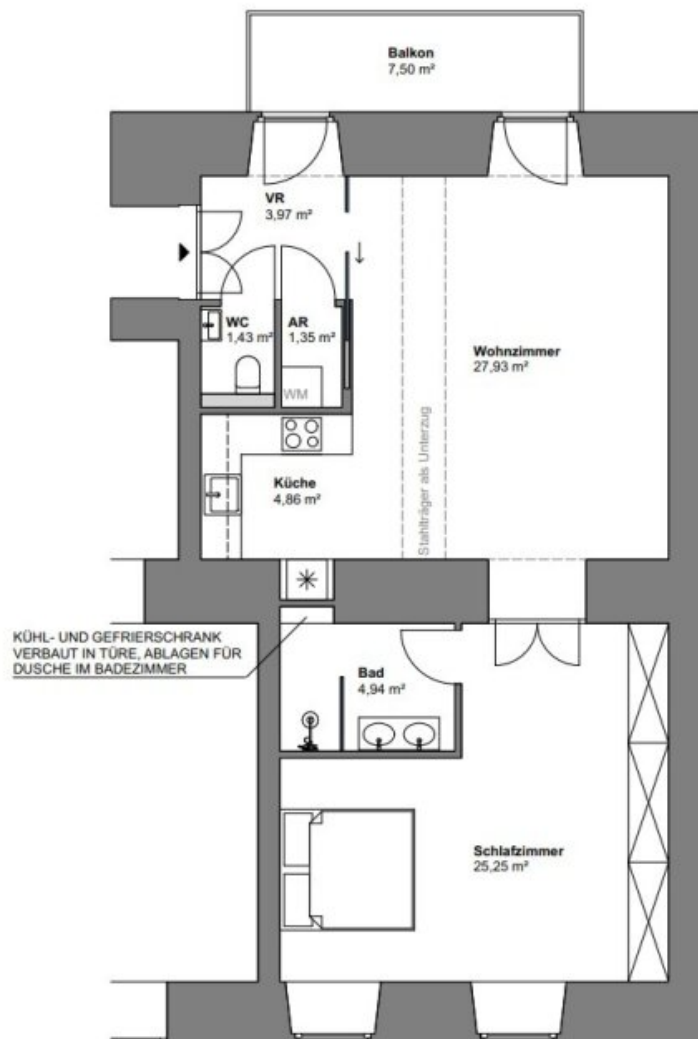 Balkon
7,50 m²
VR
3,97 m²
WC
1,43 m²
AR
1,35 m²
WM
Wohnzimmer
27,93 m²
Stahlträger als Unterzug
Küche
4,86 m²
KÜHL- UND GEFRIERSCHRANK
VERBAUT IN TÜRE, ABLAGEN FÜR
DUSCHE IM BADEZIMMER
Bad
4,94 m²
Schlafzimmer
25,25 m²